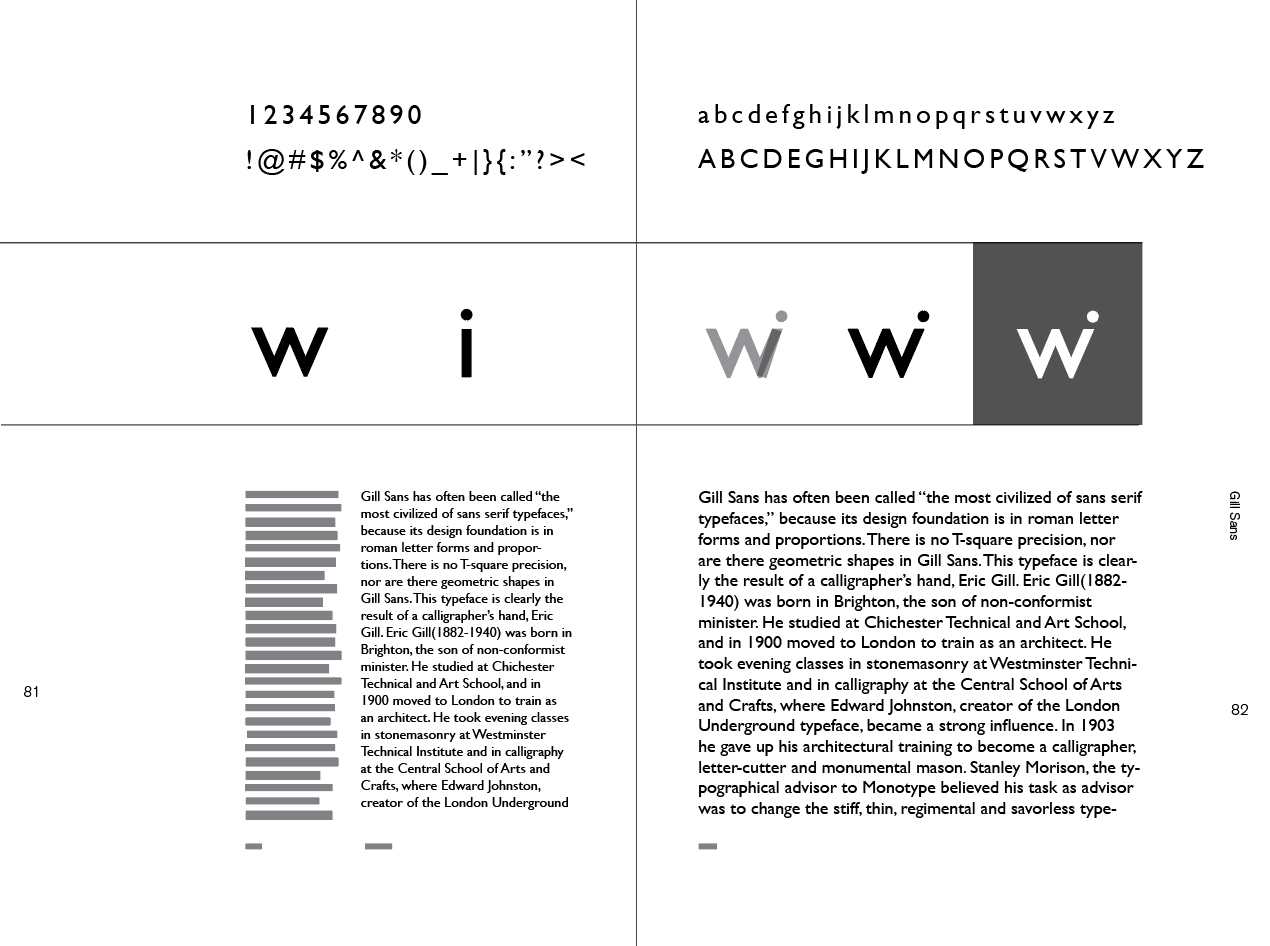 1234567890
!@#$%^&*()_+|}{:”?><
w i
81
Gill Sans has often been called “the
most civilized of sans serif typefaces,”
because its design foundation is in
roman letter forms and propor-
tions. There is no T-square precision,
nor are there geometric shapes in
Gill Sans. This typeface is clearly the
result of a calligrapher’s hand, Eric
Gill. Eric Gill(1882-1940) was born in
Brighton, the son of non-conformist
minister. He studied at Chichester
Technical and Art School, and in
1900 moved to London to train as
an architect. He took evening classes
in stonemasonry at Westminster
Technical Institute and in calligraphy
at the Central School of Arts and
Crafts, where Edward Johnston,
creator of the London Underground
abcdefghijklmnopqrstuvwxyz
ABCDEGHIJKLMNOPQRSTVWXYZ
wi wi wi
Gill Sans has often been called “the most civilized of sans serif
typefaces,” because its design foundation is in roman letter
forms and proportions. There is no T-square precision, nor
are there geometric shapes in Gill Sans. This typeface is clear-
ly the result of a calligrapher’s hand, Eric Gill. Eric Gill(1882-
1940) was born in Brighton, the son of non-conformist
minister. He studied at Chichester Technical and Art School,
and in 1900 moved to London to train as an architect. He
took evening classes in stonemasonry at Westminster Techni-
cal Institute and in calligraphy at the Central School of Arts
and Crafts, where Edward Johnston, creator of the London
Underground typeface, became a strong influence. In 1903
he gave up his architectural training to become a calligrapher,
letter-cutter and monumental mason. Stanley Morison, the ty-
pographical advisor to Monotype believed his task as advisor
was to change the stiff, thin, regimental and savorless type-
Gill Sans
82